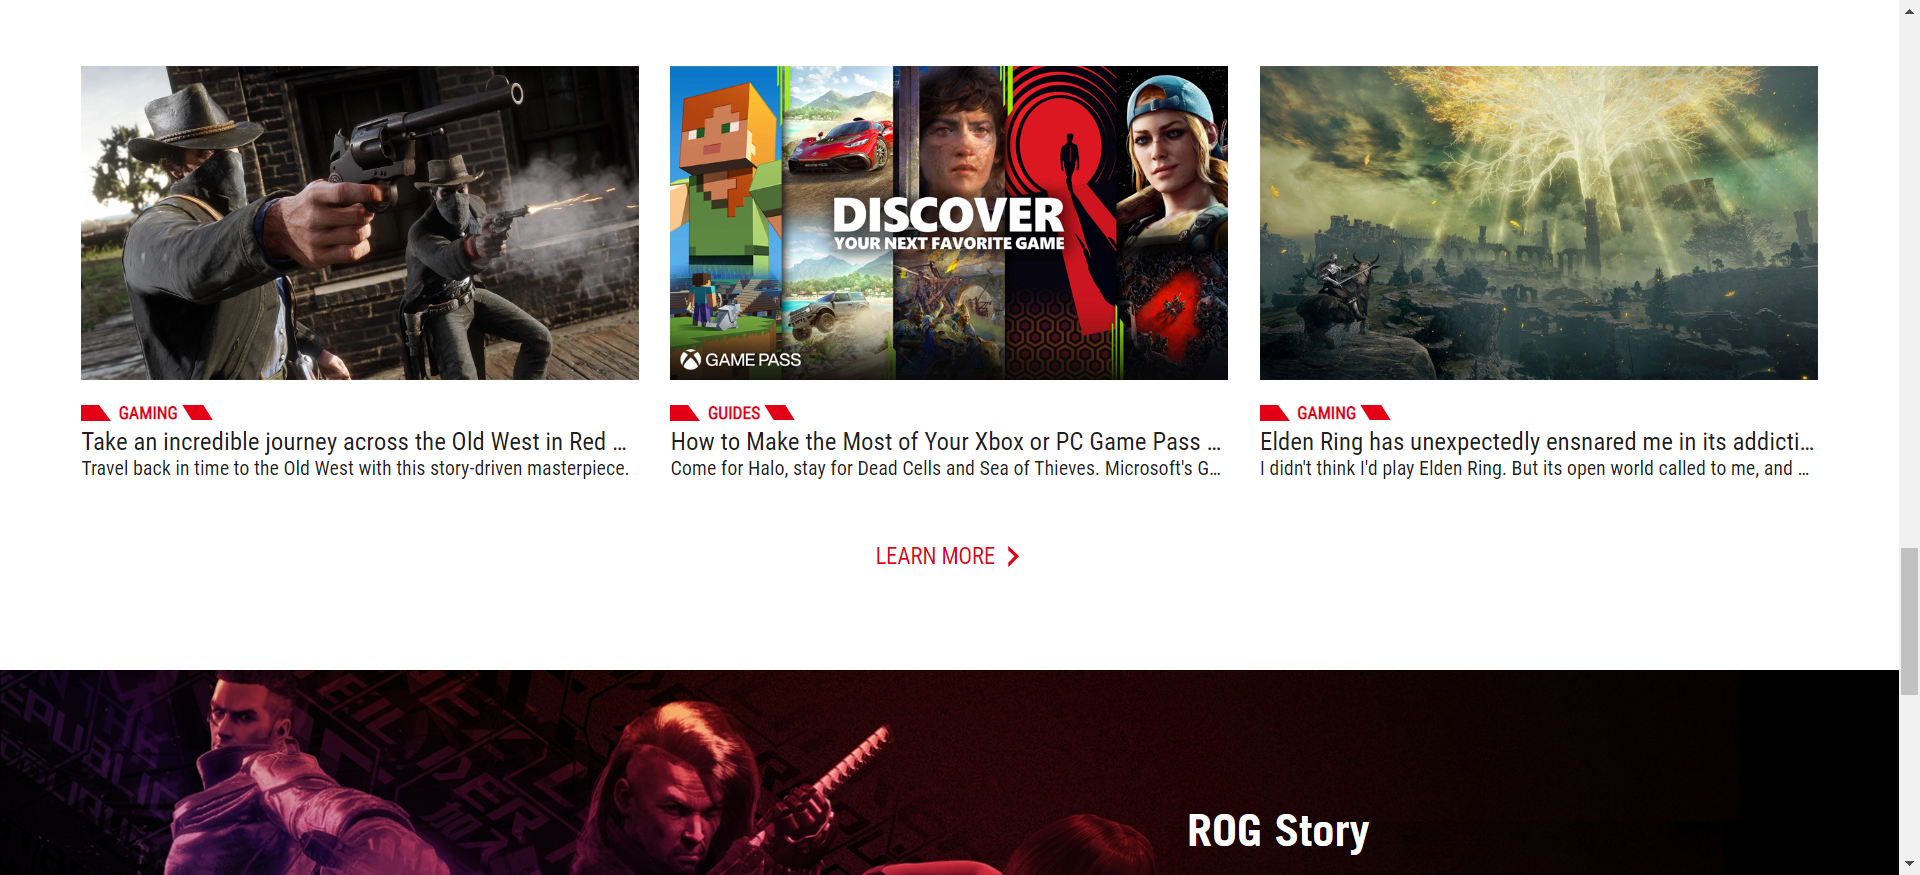 DISCOVER
YOUR NEXT FAVORITE GAME
GAME PASS
GAMING
Take an incredible journey across the Old West in Red ...
Travel back in time to the Old West with this story-driven masterpiece.
GUIDES
How to Make the Most of Your Xbox or PC Game Pass ...
Come for Halo, stay for Dead Cells and Sea of Thieves. Microsoft's G...
GAMING
Elden Ring has unexpectedly ensnared me in its addicti...
I didn't think I'd play Elden Ring. But its open world called to me, and ...
LEARN MORE
ROG Story